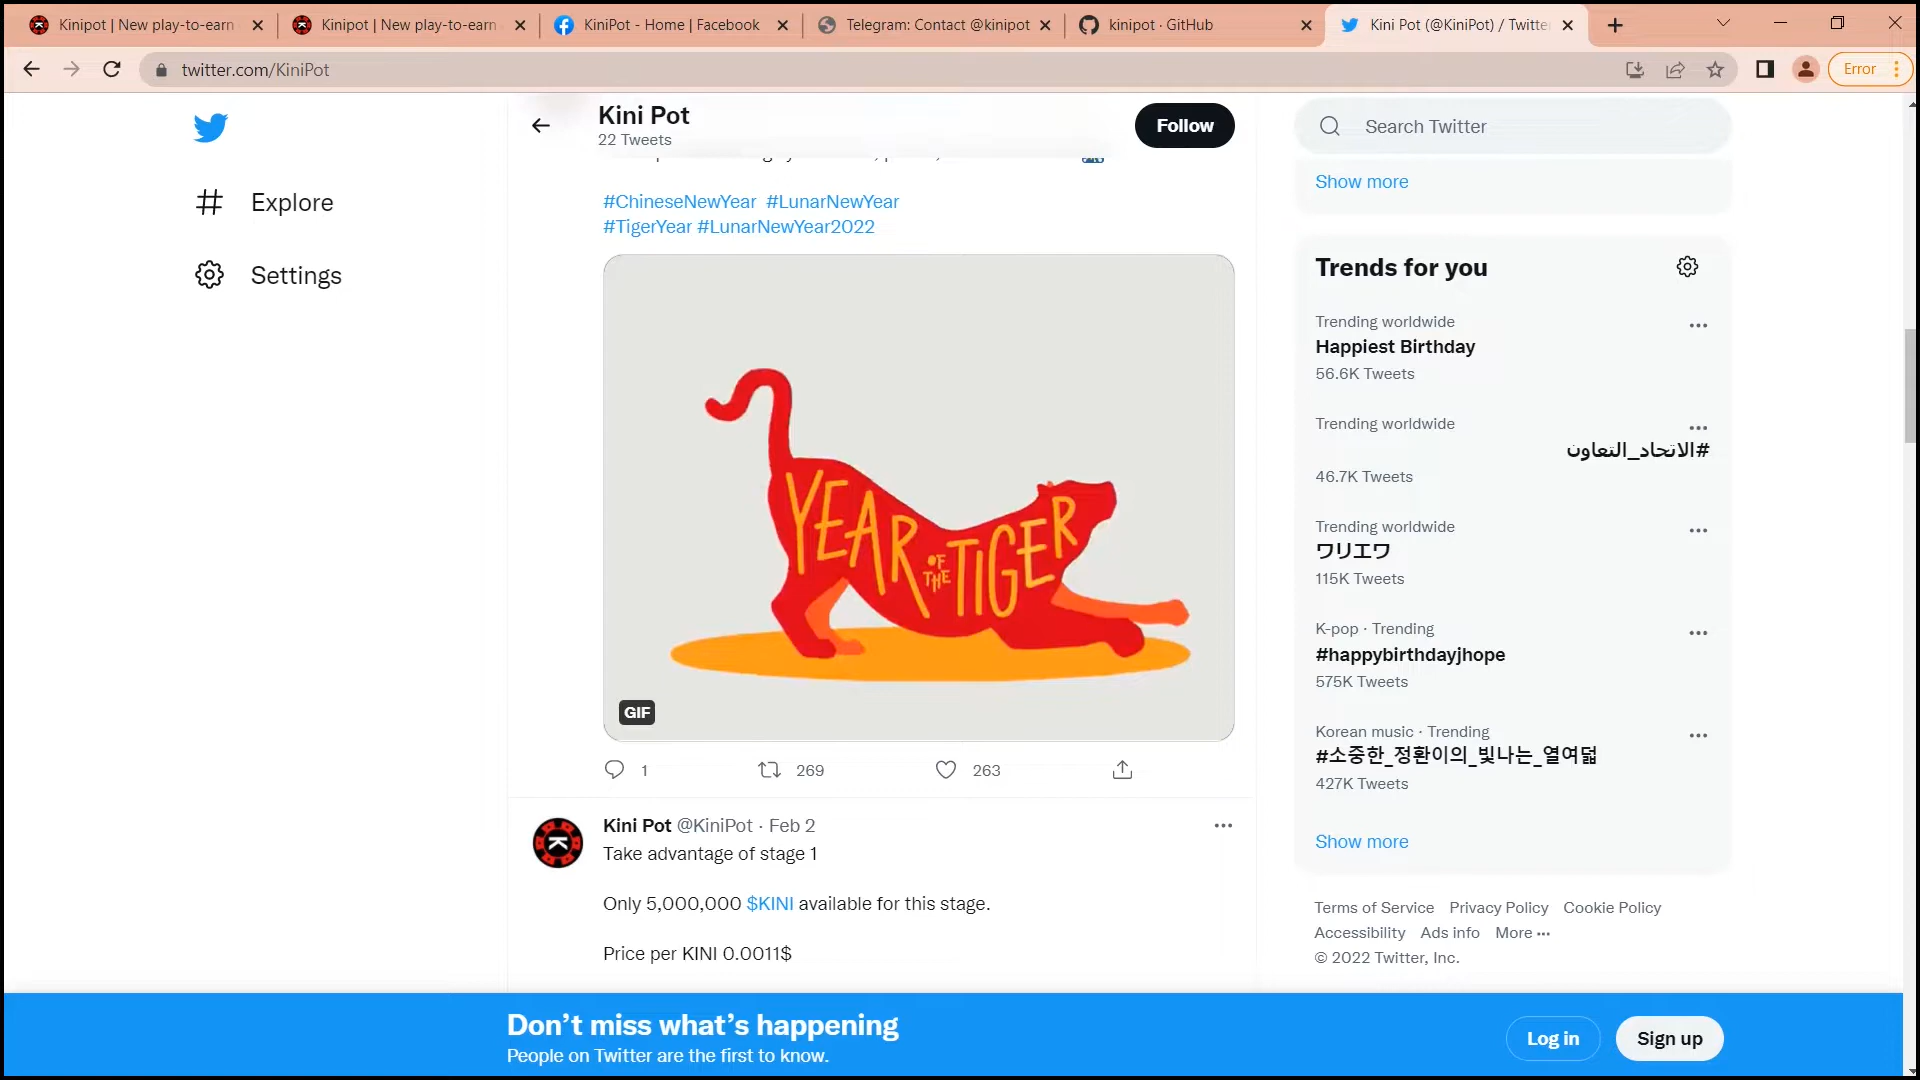 Kinipot | New play-to-earn
Kinipot | New play-to-earn
KiniPot - Home | Facebook
Telegram: Contact @kinipot
kinipot · GitHub
Kini Pot (@KiniPot) / Twitte
twitter.com/KiniPot
Error
Kini Pot
22 Tweets
Follow
Search Twitter
Explore
Settings
#ChineseNewYear #LunarNewYear
#TigerYear #LunarNewYear2022
YEAR OF THE TIGER
GIF
1
269
263
Kini Pot @KiniPot · Feb 2
Take advantage of stage 1
Only 5,000,000 $KINI available for this stage.
Price per KINI 0.0011$
Show more
Trends for you
Trending worldwide
Happiest Birthday
56.6K Tweets
Trending worldwide
#الاتحاد_التعاون
46.7K Tweets
Trending worldwide
ワリエワ
115K Tweets
K-pop · Trending
#happybirthdayjhope
575K Tweets
Korean music · Trending
#소중한_정환이의_빛나는_열여덟
427K Tweets
Show more
Terms of Service Privacy Policy Cookie Policy
Accessibility Ads info More ···
© 2022 Twitter, Inc.
Don’t miss what’s happening
People on Twitter are the first to know.
Log in
Sign up